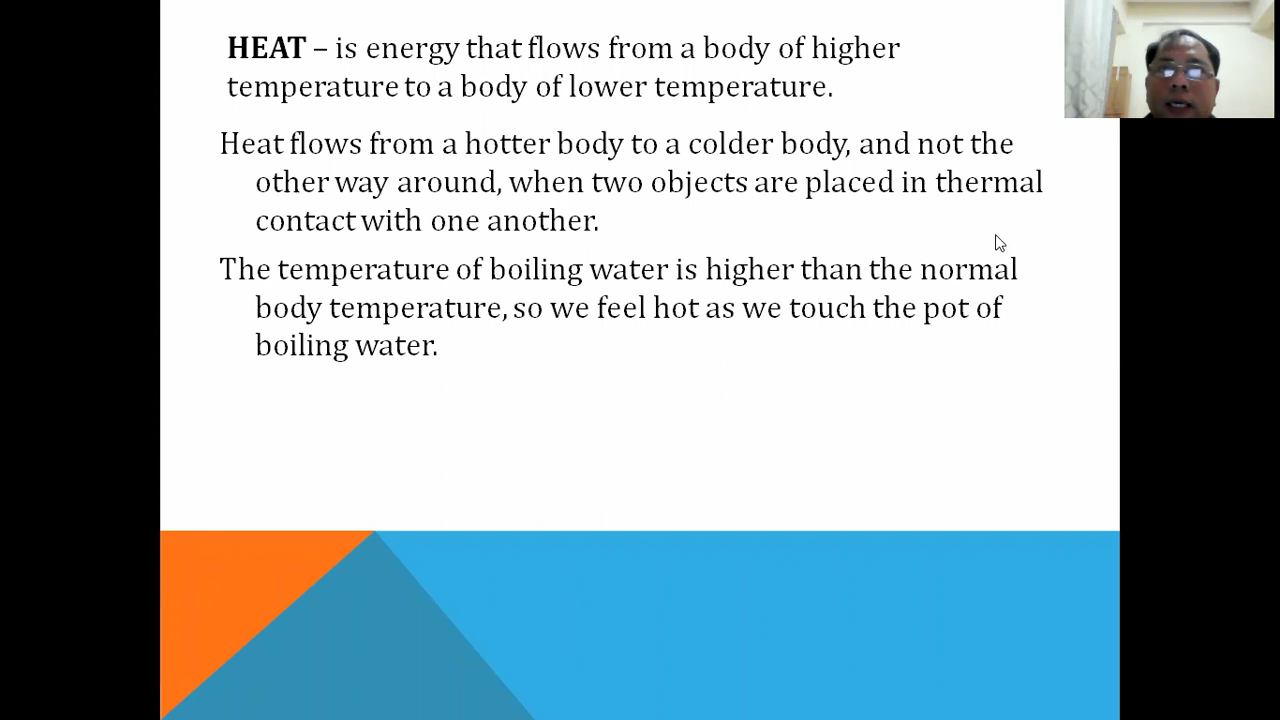 HEAT – is energy that flows from a body of higher
temperature to a body of lower temperature.
Heat flows from a hotter body to a colder body, and not the
other way around, when two objects are placed in thermal
contact with one another.
The temperature of boiling water is higher than the normal
body temperature, so we feel hot as we touch the pot of
boiling water.